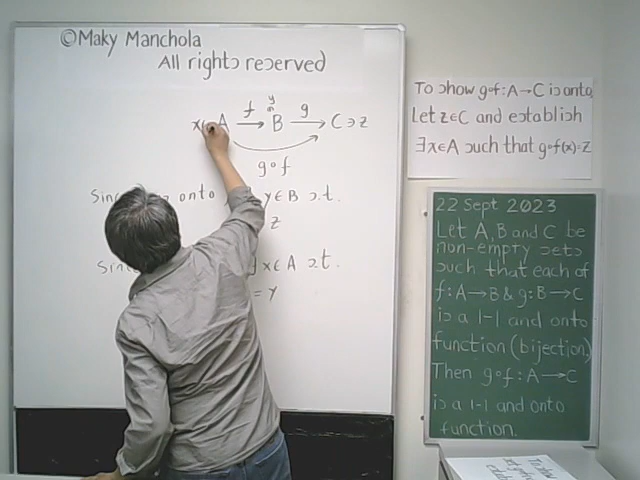 ©Maky Manchola
All rights reserved
y
f g
x∈ A → B → C ∋ z
g∘f
Since onto y ∈ B s.t.
z
Since ∃ x ∈ A s.t.
= y
To show g∘f: A→C is onto
Let z∈C and establish
∃x∈A such that g∘f(x)=z
22 Sept 2023
Let A, B and C be
non-empty sets
such that each of
f: A→B & g: B→C
is a 1-1 and onto
function (bijection)
Then g∘f: A→C
is a 1-1 and onto
function.
To show